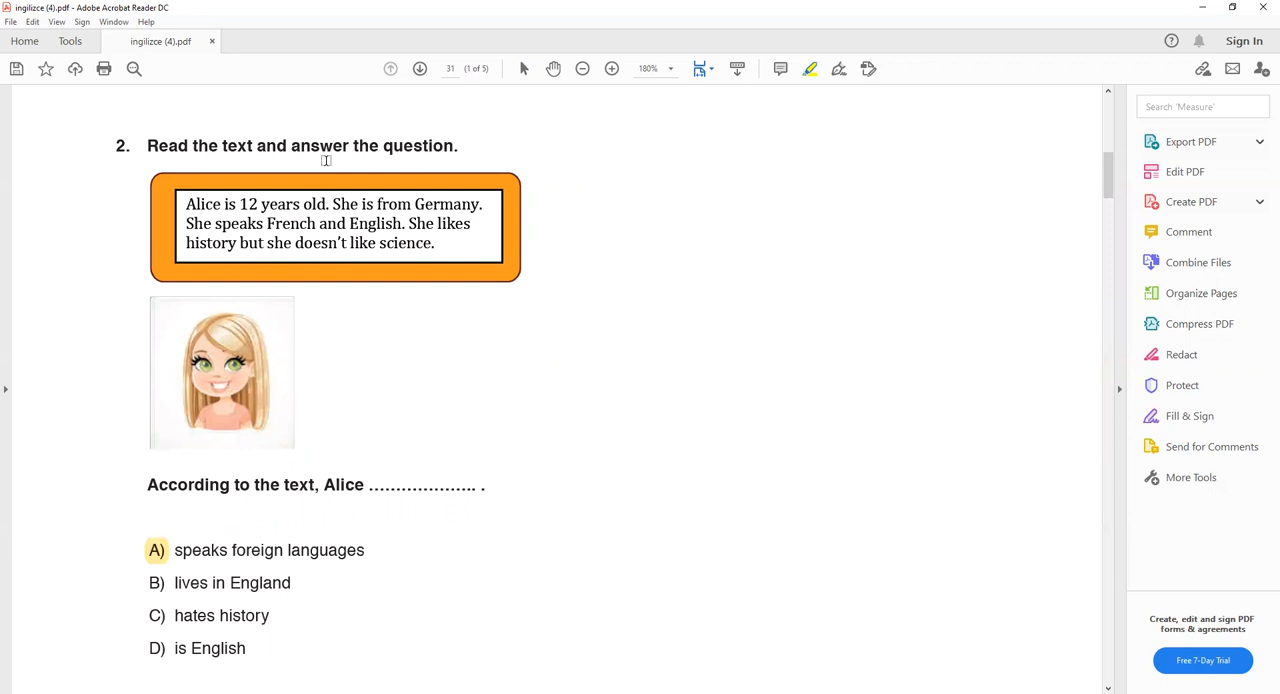 ingilizce (4).pdf - Adobe Acrobat Reader DC
File Edit View Sign Window Help
Home Tools ingilizce (4).pdf × Sign In
31 (1 of 5) 180%
Search 'Measure'
2. Read the text and answer the question.
Alice is 12 years old. She is from Germany.
She speaks French and English. She likes
history but she doesn't like science.
According to the text, Alice .................... .
A) speaks foreign languages
B) lives in England
C) hates history
D) is English
Export PDF
Edit PDF
Create PDF
Comment
Combine Files
Organize Pages
Compress PDF
Redact
Protect
Fill & Sign
Send for Comments
More Tools
Create, edit and sign PDF
forms & agreements
Free 7-Day Trial